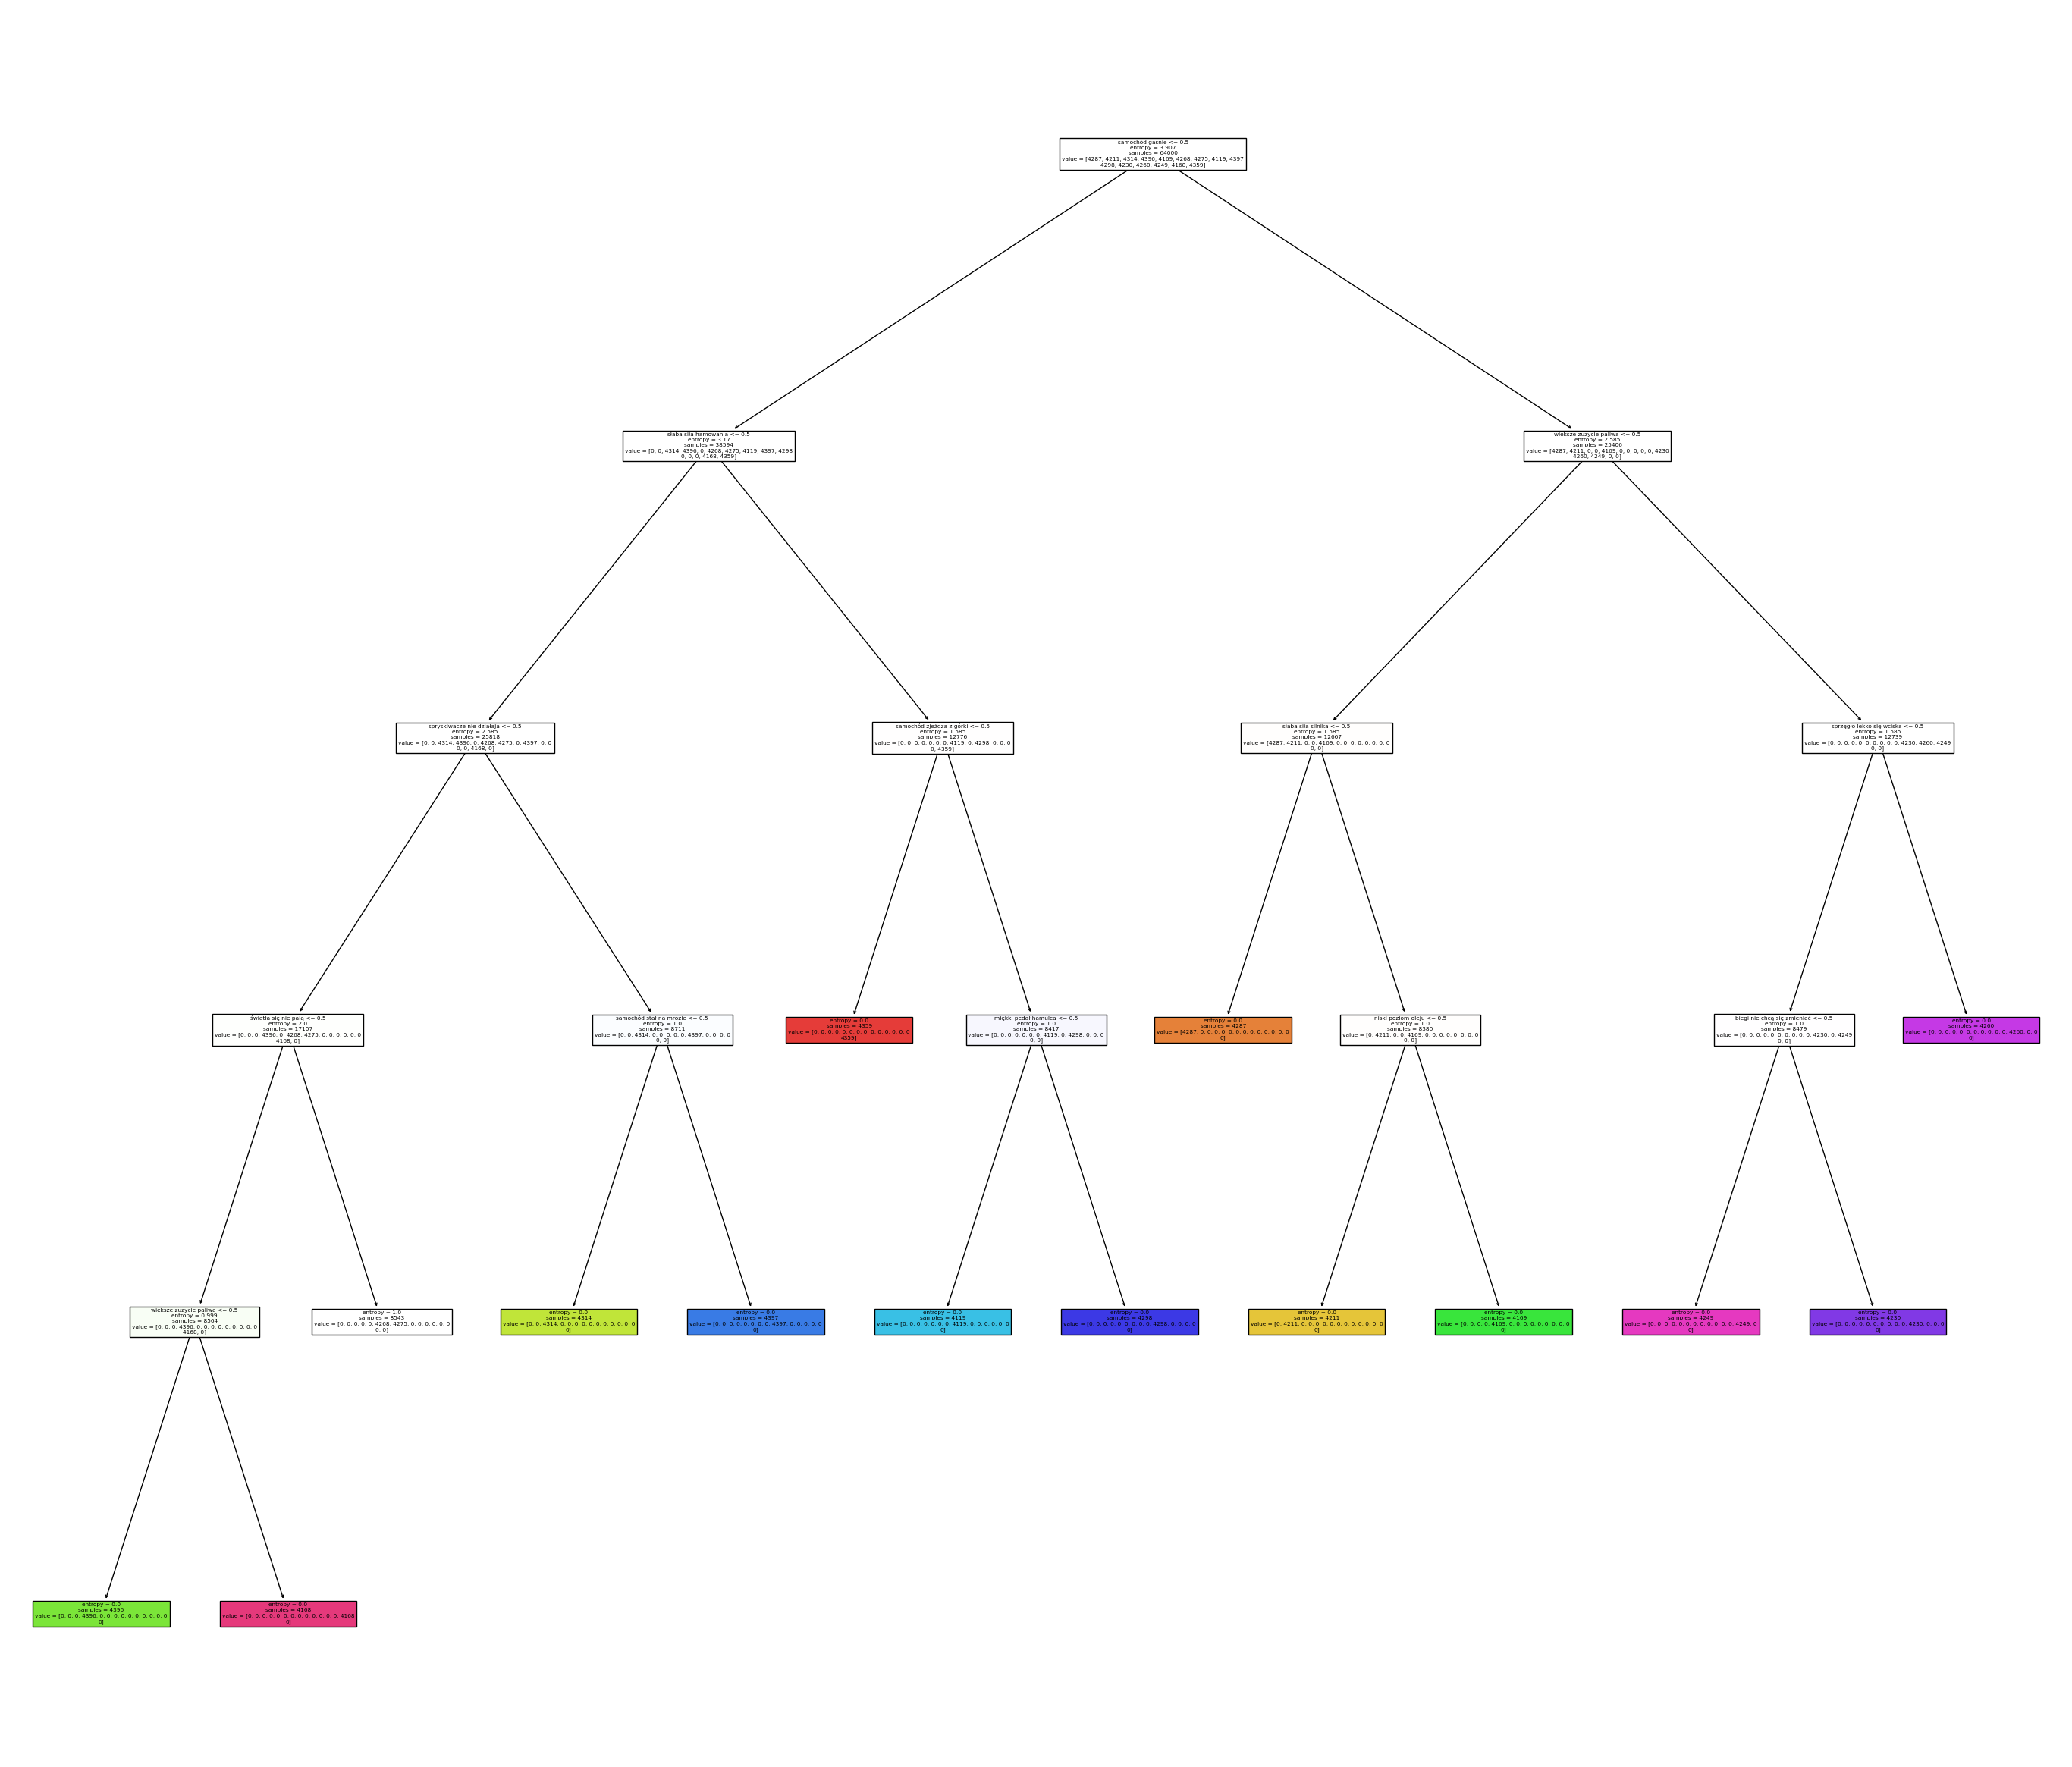 samochód gaśnie <= 0.5
entropy = 3.907
samples = 64000
value = [4287, 4211, 4314, 4396, 4169, 4268, 4275, 4119, 4397
4298, 4230, 4260, 4249, 4168, 4359]
słaba siła hamowania <= 0.5
entropy = 3.17
samples = 38594
value = [0, 0, 4314, 4396, 0, 4268, 4275, 4119, 4397, 4298
0, 0, 0, 4168, 4359]
wieksze zuzycie paliwa <= 0.5
entropy = 2.585
samples = 25406
value = [4287, 4211, 0, 0, 4169, 0, 0, 0, 0, 0, 4230
4260, 4249, 0, 0]
spryskiwacze nie działaja <= 0.5
entropy = 2.585
samples = 25818
value = [0, 0, 4314, 4396, 0, 4268, 4275, 0, 4397, 0, 0
0, 0, 4168, 0]
samochód zjeżdza z górki <= 0.5
entropy = 1.585
samples = 12776
value = [0, 0, 0, 0, 0, 0, 0, 4119, 0, 4298, 0, 0, 0
0, 4359]
słaba siła silnika <= 0.5
entropy = 1.585
samples = 12667
value = [4287, 4211, 0, 0, 4169, 0, 0, 0, 0, 0, 0, 0, 0
0, 0]
sprzęgło lekko się wciska <= 0.5
entropy = 1.585
samples = 12739
value = [0, 0, 0, 0, 0, 0, 0, 0, 0, 0, 4230, 4260, 4249
0, 0]
światła się nie palą <= 0.5
entropy = 2.0
samples = 17107
value = [0, 0, 0, 4396, 0, 4268, 4275, 0, 0, 0, 0, 0, 0
4168, 0]
samochód stał na mrozie <= 0.5
entropy = 1.0
samples = 8711
value = [0, 0, 4314, 0, 0, 0, 0, 0, 4397, 0, 0, 0, 0
0, 0]
entropy = 0.0
samples = 4359
value = [0, 0, 0, 0, 0, 0, 0, 0, 0, 0, 0, 0, 0, 0
4359]
miękki pedał hamulca <= 0.5
entropy = 1.0
samples = 8417
value = [0, 0, 0, 0, 0, 0, 0, 4119, 0, 4298, 0, 0, 0
0, 0]
entropy = 0.0
samples = 4287
value = [4287, 0, 0, 0, 0, 0, 0, 0, 0, 0, 0, 0, 0, 0
0]
niski poziom oleju <= 0.5
entropy = 1.0
samples = 8380
value = [0, 4211, 0, 0, 4169, 0, 0, 0, 0, 0, 0, 0, 0
0, 0]
biegi nie chcą się zmieniać <= 0.5
entropy = 1.0
samples = 8479
value = [0, 0, 0, 0, 0, 0, 0, 0, 0, 0, 4230, 0, 4249
0, 0]
entropy = 0.0
samples = 4260
value = [0, 0, 0, 0, 0, 0, 0, 0, 0, 0, 0, 4260, 0, 0
0]
wieksze zuzycie paliwa <= 0.5
entropy = 0.999
samples = 8564
value = [0, 0, 0, 4396, 0, 0, 0, 0, 0, 0, 0, 0, 0
4168, 0]
entropy = 1.0
samples = 8543
value = [0, 0, 0, 0, 0, 4268, 4275, 0, 0, 0, 0, 0, 0
0, 0]
entropy = 0.0
samples = 4314
value = [0, 0, 4314, 0, 0, 0, 0, 0, 0, 0, 0, 0, 0, 0
0]
entropy = 0.0
samples = 4397
value = [0, 0, 0, 0, 0, 0, 0, 0, 4397, 0, 0, 0, 0, 0
0]
entropy = 0.0
samples = 4119
value = [0, 0, 0, 0, 0, 0, 0, 4119, 0, 0, 0, 0, 0, 0
0]
entropy = 0.0
samples = 4298
value = [0, 0, 0, 0, 0, 0, 0, 0, 0, 4298, 0, 0, 0, 0
0]
entropy = 0.0
samples = 4211
value = [0, 4211, 0, 0, 0, 0, 0, 0, 0, 0, 0, 0, 0, 0
0]
entropy = 0.0
samples = 4169
value = [0, 0, 0, 0, 4169, 0, 0, 0, 0, 0, 0, 0, 0, 0
0]
entropy = 0.0
samples = 4249
value = [0, 0, 0, 0, 0, 0, 0, 0, 0, 0, 0, 0, 4249, 0
0]
entropy = 0.0
samples = 4230
value = [0, 0, 0, 0, 0, 0, 0, 0, 0, 0, 4230, 0, 0, 0
0]
entropy = 0.0
samples = 4396
value = [0, 0, 0, 4396, 0, 0, 0, 0, 0, 0, 0, 0, 0, 0
0]
entropy = 0.0
samples = 4168
value = [0, 0, 0, 0, 0, 0, 0, 0, 0, 0, 0, 0, 0, 4168
0]